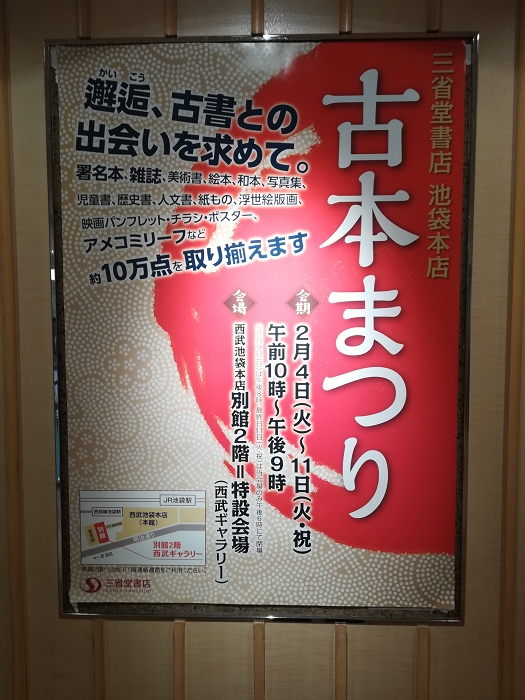 三省堂書店 池袋本店
古本まつり
かい こう
邂逅、古書との
出会いを求めて。
署名本、雑誌、美術書、絵本、和本、写真集、
児童書、歴史書、人文書、紙もの、浮世絵版画、
映画パンフレット・チラシ・ポスター、
アメコミリーフなど
約10万点を取り揃えます
会期
2月4日(火)〜11日(火・祝)
午前10時〜午後9時
会場
西武池袋本店 別館2階=特設会場
(西武ギャラリー)
JR池袋駅
西武線池袋駅
西武池袋本店
(本館)
別館
別館2階
西武ギャラリー
三省堂書店